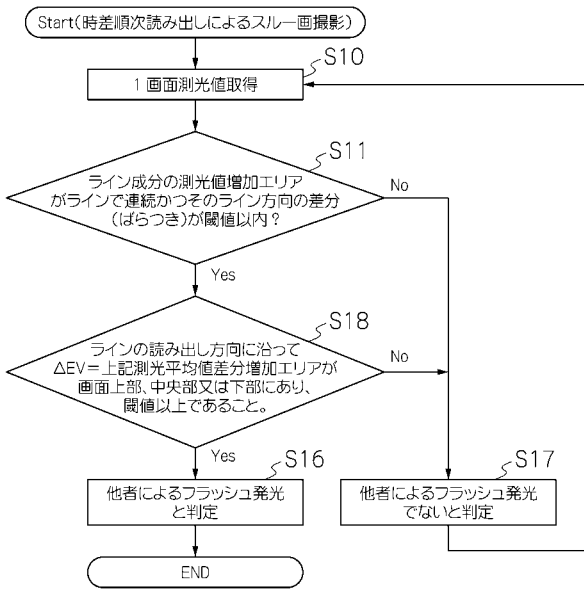 Start(時差順次読み出しによるスルー画撮影)
S10
1画面測光値取得
S11
ライン成分の測光値増加エリア
がラインで連続かつそのライン方向の差分
(ばらつき)が閾値以内?
No
Yes
S18
ラインの読み出し方向に沿って
ΔEV=上記測光平均値差分増加エリアが
画面上部、中央部又は下部にあり、
閾値以上であること。
No
Yes
S16
他者によるフラッシュ発光
と判定
S17
他者によるフラッシュ発光
でないと判定
END